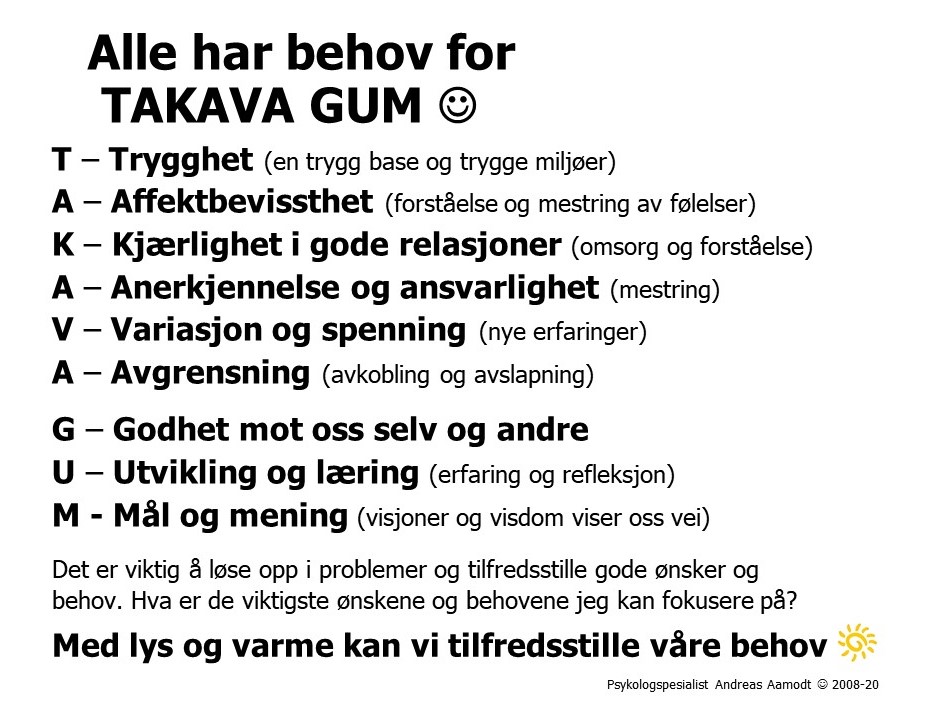 Alle har behov for
TAKAVA GUM ☺
T – Trygghet (en trygg base og trygge miljøer)
A – Affektbevissthet (forståelse og mestring av følelser)
K – Kjærlighet i gode relasjoner (omsorg og forståelse)
A – Anerkjennelse og ansvarlighet (mestring)
V – Variasjon og spenning (nye erfaringer)
A – Avgrensning (avkobling og avslapning)
G – Godhet mot oss selv og andre
U – Utvikling og læring (erfaring og refleksjon)
M - Mål og mening (visjoner og visdom viser oss vei)
Det er viktig å løse opp i problemer og tilfredsstille gode ønsker og
behov. Hva er de viktigste ønskene og behovene jeg kan fokusere på?
Med lys og varme kan vi tilfredsstille våre behov
Psykologspesialist Andreas Aamodt ☺ 2008-20